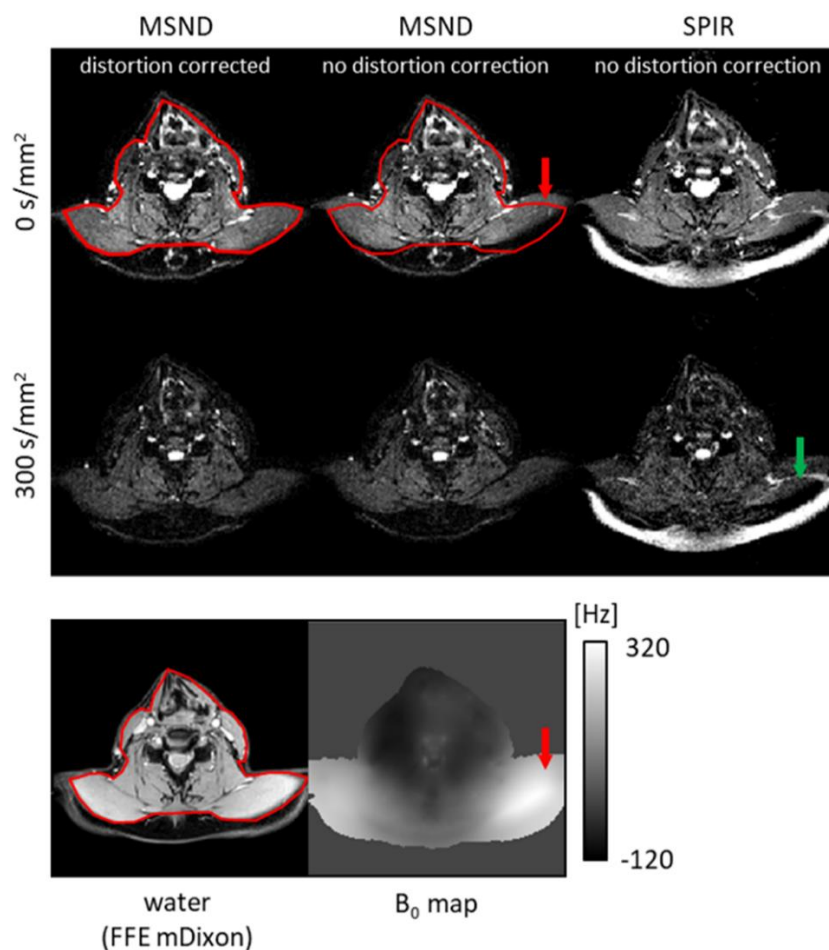 MSND MSND SPIR
distortion corrected no distortion correction no distortion correction
0 s/mm²
300 s/mm²
[Hz]
320
-120
water B₀ map
(FFE mDixon)